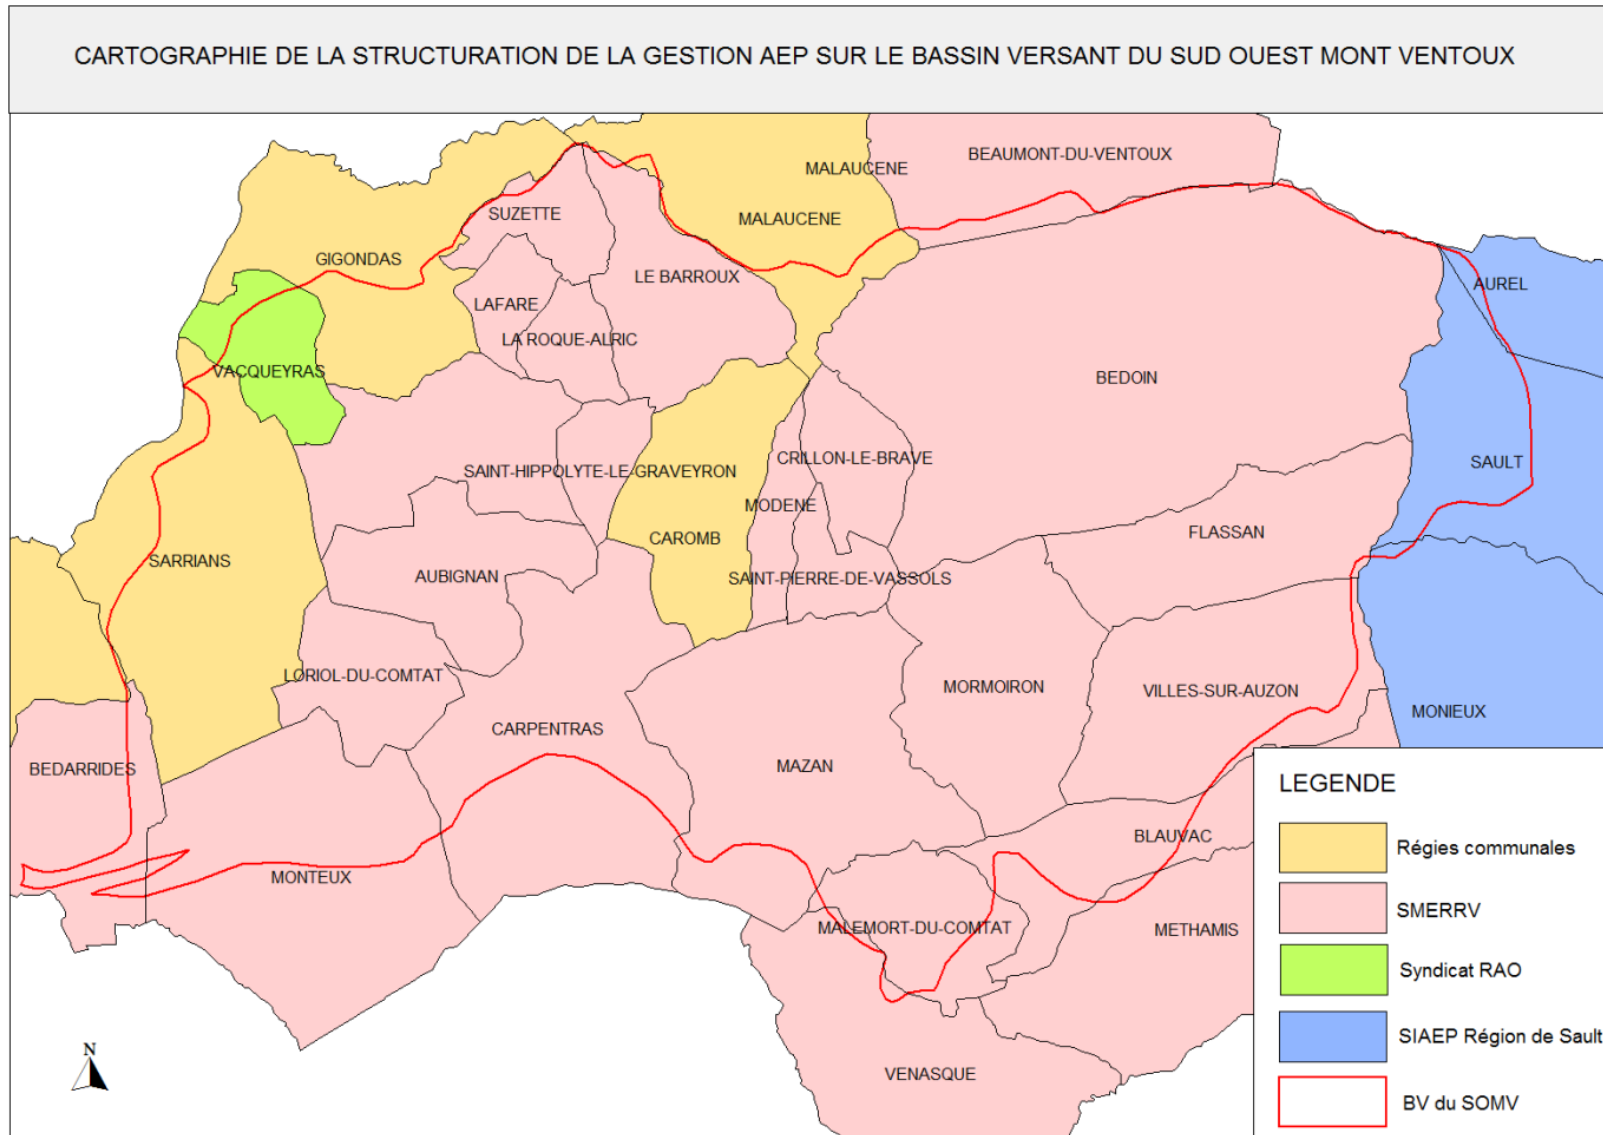 CARTOGRAPHIE DE LA STRUCTURATION DE LA GESTION AEP SUR LE BASSIN VERSANT DU SUD OUEST MONT VENTOUX
BEAUMONT-DU-VENTOUX
MALAUCENE
SUZETTE
MALAUCENE
GIGONDAS
LE BARROUX
AUREL
LAFARE
LA ROQUE-ALRIC
VACQUEYRAS
BEDOIN
CRILLON-LE-BRAVE
SAULT
SAINT-HIPPOLYTE-LE-GRAVEYRON
MODENE
FLASSAN
CAROMB
SARRIANS
AUBIGNAN
SAINT-PIERRE-DE-VASSOLS
LORIOL-DU-COMTAT
MORMOIRON
VILLES-SUR-AUZON
MONIEUX
CARPENTRAS
BEDARRIDES
MAZAN
BLAUVAC
MONTEUX
MALEMORT-DU-COMTAT
METHAMIS
VENASQUE
N
LEGENDE
Régies communales
SMERRV
Syndicat RAO
SIAEP Région de Sault
BV du SOMV